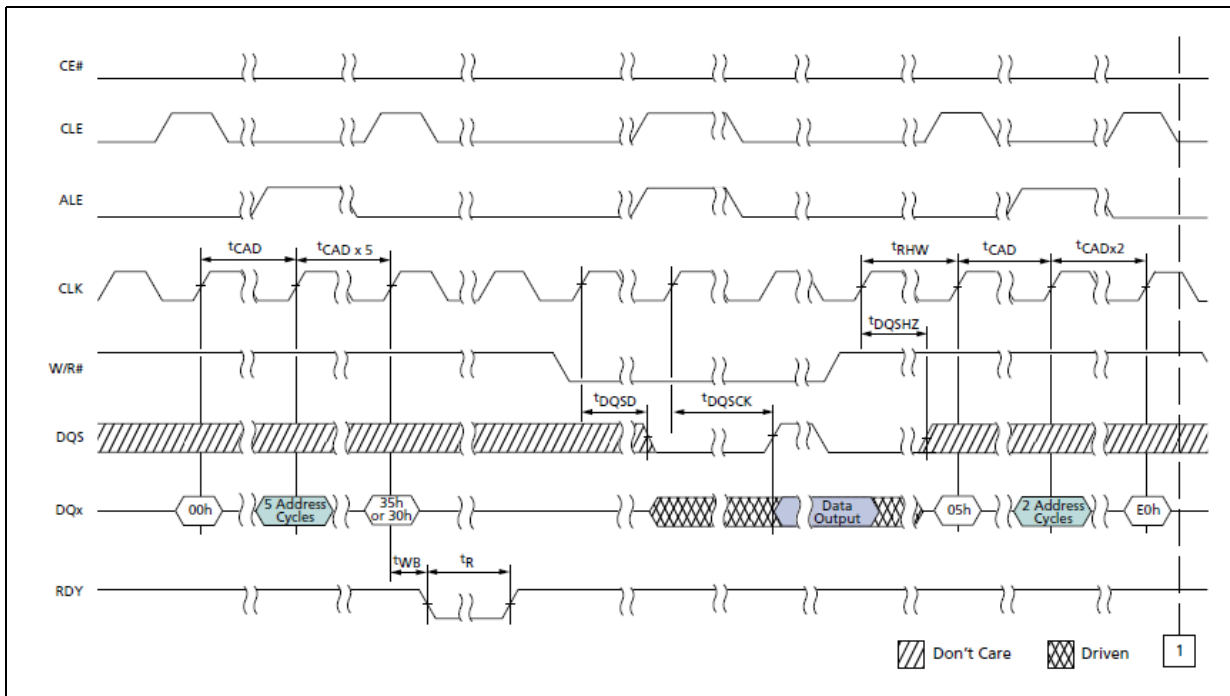 CE#
CLE
ALE
tCAD
tCAD x 5
tRHW
tCAD
tCADx2
CLK
tDQSHZ
W/R#
tDQSD
tDQSCK
DQS
DQx
00h
5 Address
Cycles
35h
or 30h
Data
Output
05h
2 Address
Cycles
E0h
tWB
tR
RDY
Don't Care
Driven
1